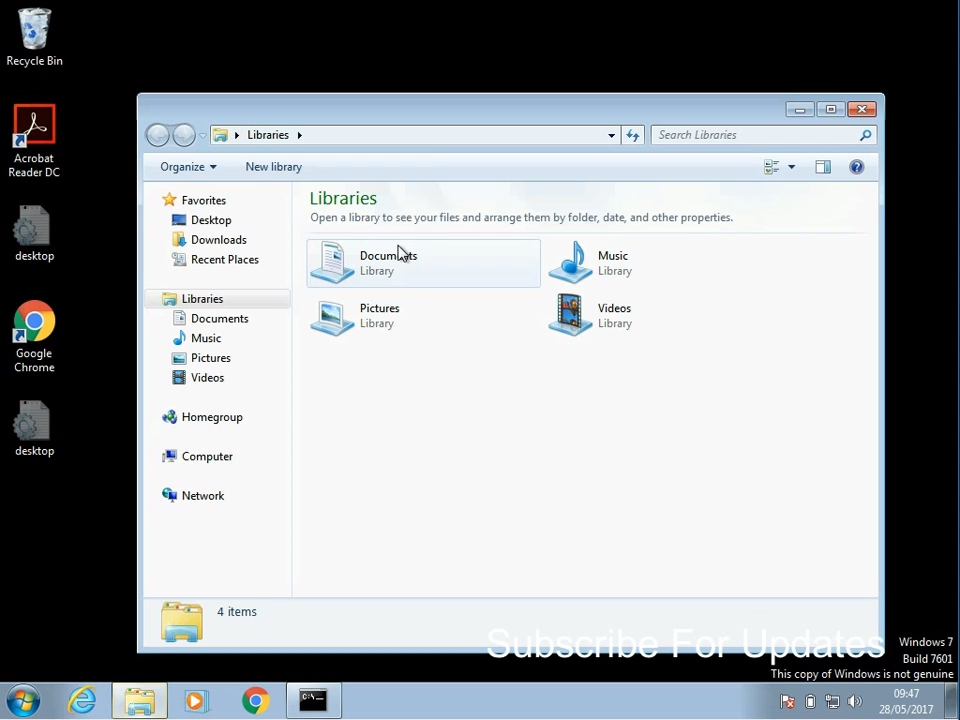 Recycle Bin
Acrobat
Reader DC
desktop
Google
Chrome
desktop
Libraries
Search Libraries
Organize
New library
Favorites
Desktop
Downloads
Recent Places
Libraries
Documents
Music
Pictures
Videos
Homegroup
Computer
Network
Libraries
Open a library to see your files and arrange them by folder, date, and other properties.
Documents
Library
Music
Library
Pictures
Library
Videos
Library
4 items
Subscribe For Updates
Windows 7
Build 7601
This copy of Windows is not genuine
C:\.
09:47
28/05/2017